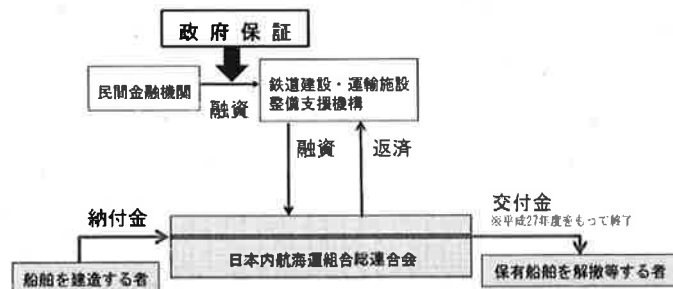 政府保証
民間金融機関
融資
鉄道建設・運輸施設
整備支援機構
融資
返済
納付金
交付金
※平成27年度をもって終了
日本内航海運組合総連合会
船舶を建造する者
保有船舶を解撤等する者